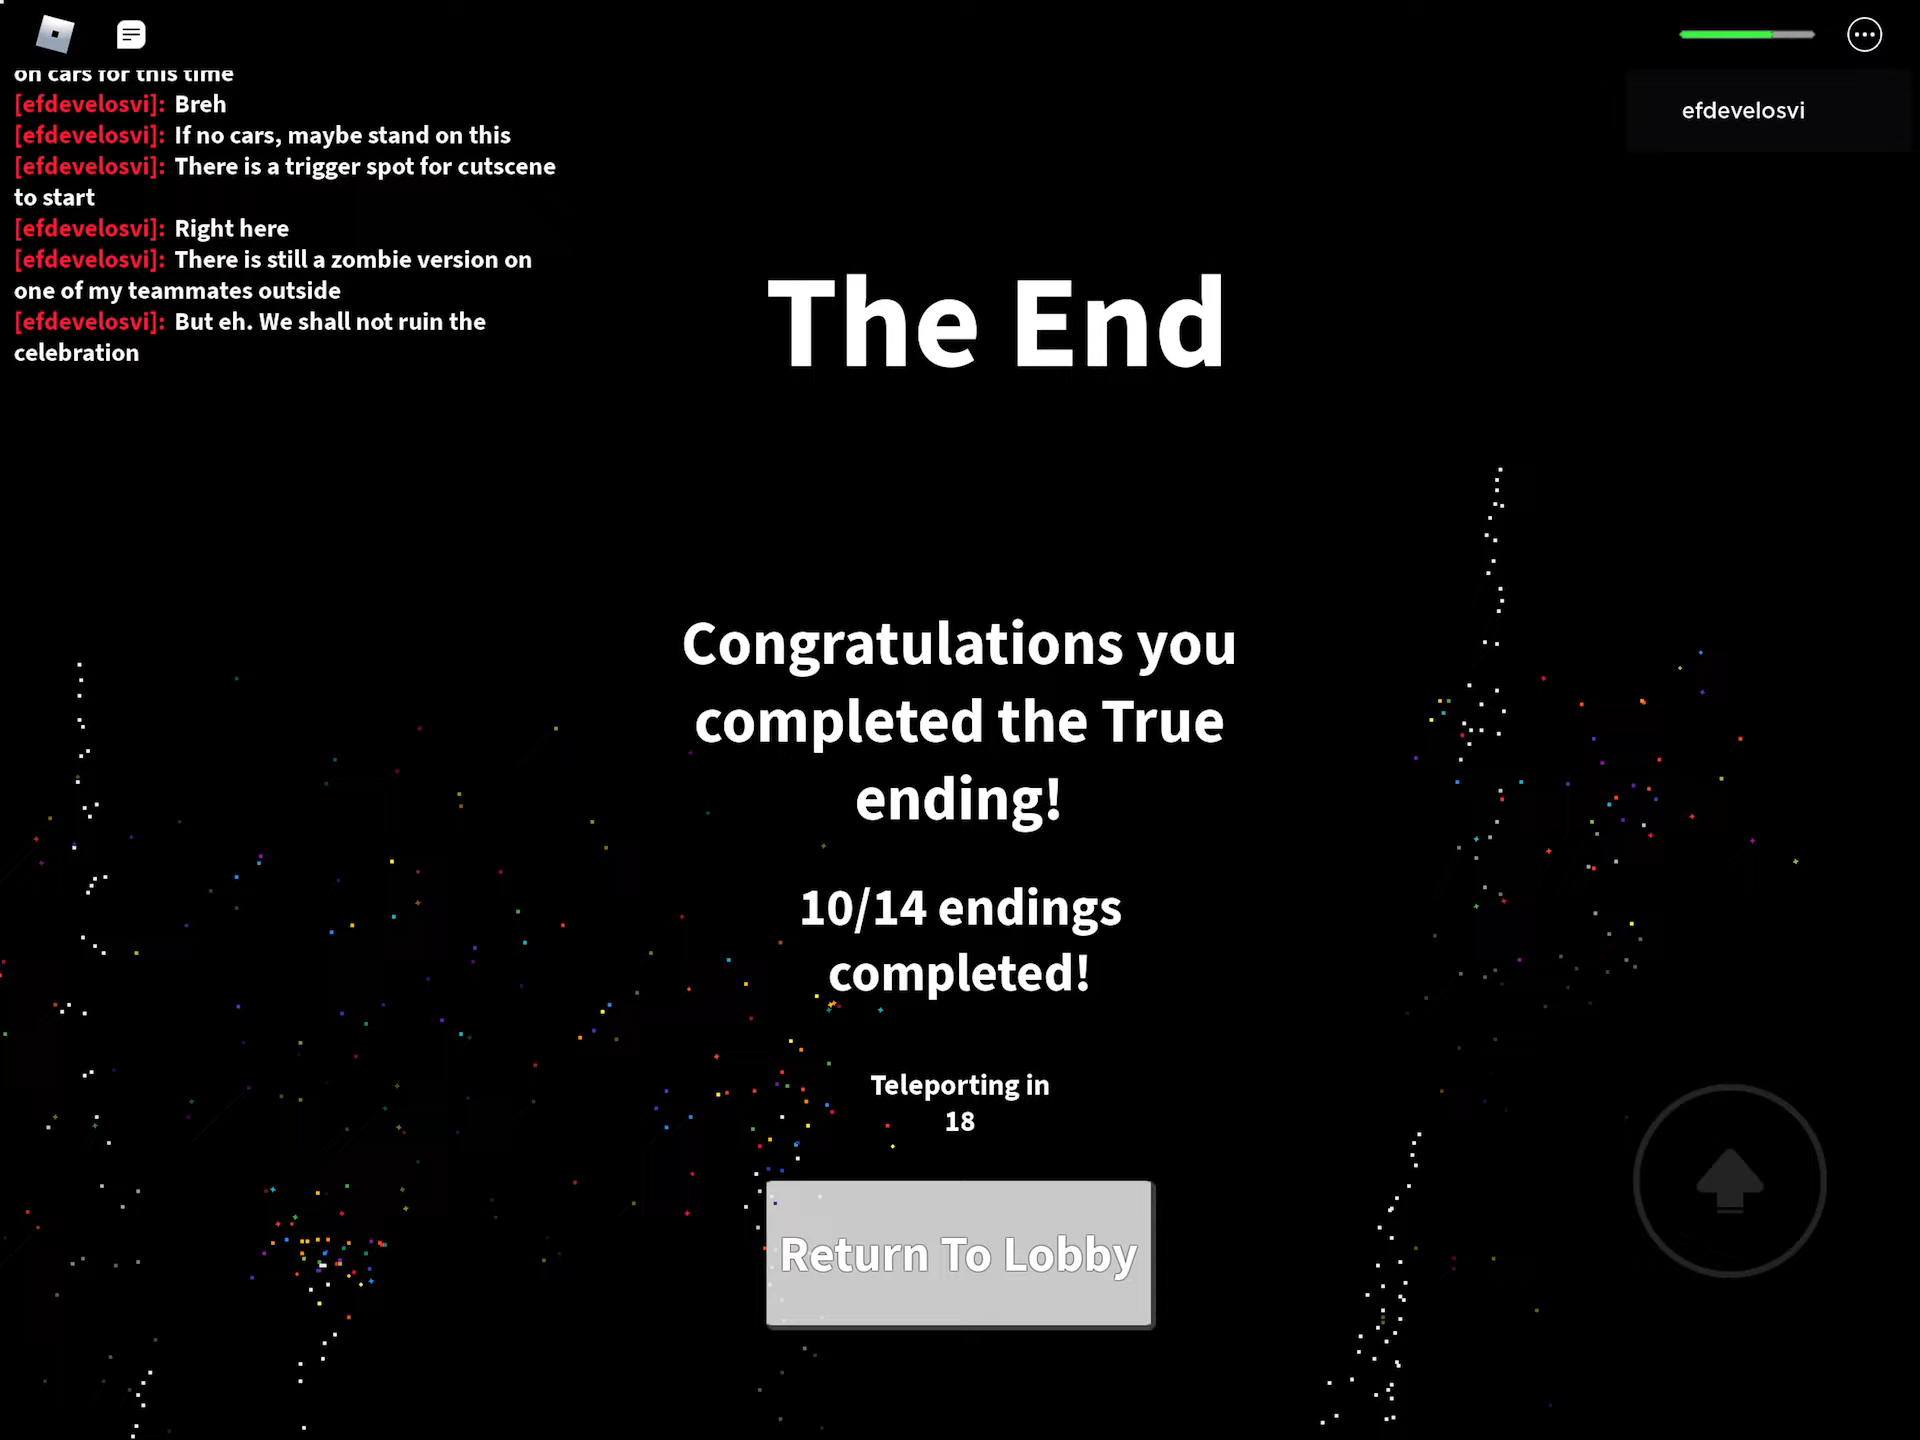 on cars for this time
[efdevelosvi]: Breh
[efdevelosvi]: If no cars, maybe stand on this
[efdevelosvi]: There is a trigger spot for cutscene
to start
[efdevelosvi]: Right here
[efdevelosvi]: There is still a zombie version on
one of my teammates outside
[efdevelosvi]: But eh. We shall not ruin the
celebration
efdevelosvi
The End
Congratulations you
completed the True
ending!
10/14 endings
completed!
Teleporting in
18
Return To Lobby